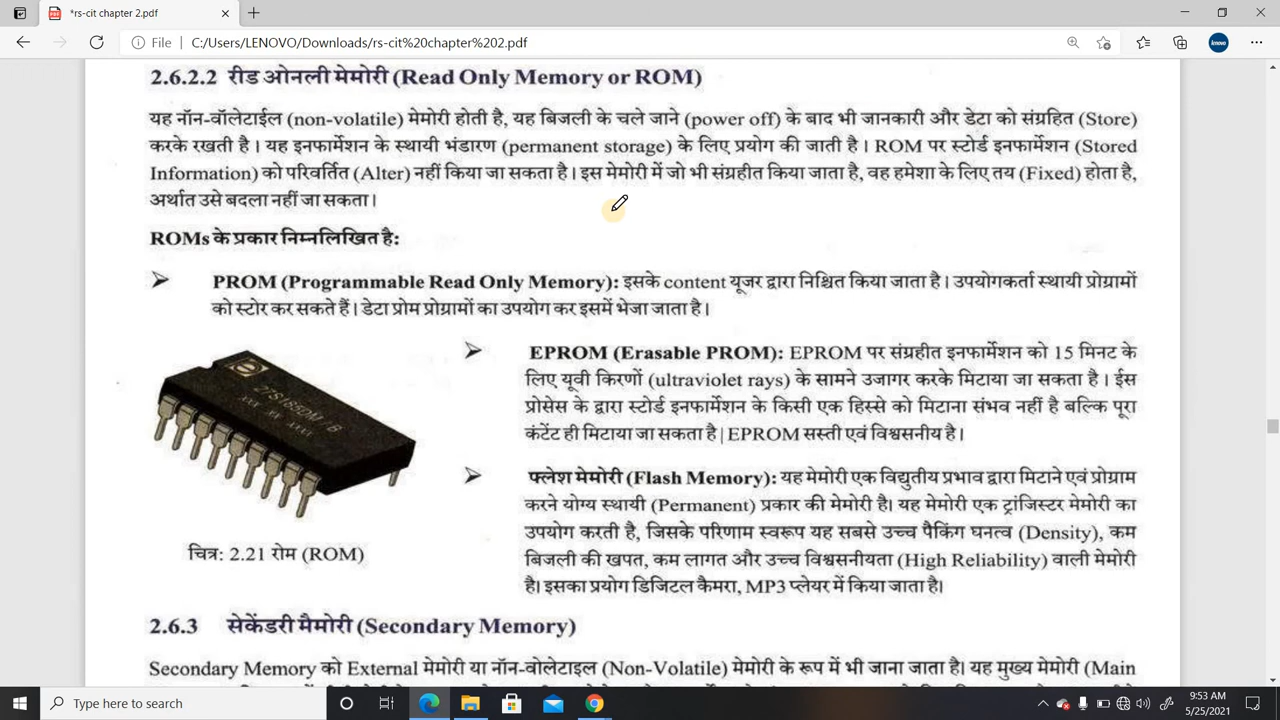 *rs-cit chapter 2.pdf
File C:/Users/LENOVO/Downloads/rs-cit%20chapter%202.pdf
2.6.2.2 रीड ओनली मेमोरी (Read Only Memory or ROM)
यह नॉन-वॉलेटाईल (non-volatile) मेमोरी होती है, यह बिजली के चले जाने (power off) के बाद भी जानकारी और डेटा को संग्रहित (Store)
करके रखती है। यह इनफार्मेशन के स्थायी भंडारण (permanent storage) के लिए प्रयोग की जाती है। ROM पर स्टोर्ड इनफार्मेशन (Stored
Information) को परिवर्तित (Alter) नहीं किया जा सकता है। इस मेमोरी में जो भी संग्रहीत किया जाता है, वह हमेशा के लिए तय (Fixed) होता है,
अर्थात उसे बदला नहीं जा सकता।
ROMs के प्रकार निम्नलिखित है:
PROM (Programmable Read Only Memory): इसके content यूजर द्वारा निश्चित किया जाता है। उपयोगकर्ता स्थायी प्रोग्रामों
को स्टोर कर सकते हैं। डेटा प्रोम प्रोग्रामों का उपयोग कर इसमें भेजा जाता है।
EPROM (Erasable PROM): EPROM पर संग्रहीत इनफार्मेशन को 15 मिनट के
लिए यूवी किरणों (ultraviolet rays) के सामने उजागर करके मिटाया जा सकता है। ईस
प्रोसेस के द्वारा स्टोर्ड इनफार्मेशन के किसी एक हिस्से को मिटाना संभव नहीं है बल्कि पूरा
कंटेंट ही मिटाया जा सकता है| EPROM सस्ती एवं विश्वसनीय है।
फ्लेश मेमोरी (Flash Memory): यह मेमोरी एक विद्युतीय प्रभाव द्वारा मिटाने एवं प्रोग्राम
करने योग्य स्थायी (Permanent) प्रकार की मेमोरी है। यह मेमोरी एक ट्रांजिस्टर मेमोरी का
उपयोग करती है, जिसके परिणाम स्वरूप यह सबसे उच्च पैकिंग घनत्व (Density), कम
बिजली की खपत, कम लागत और उच्च विश्वसनीयता (High Reliability) वाली मेमोरी
है। इसका प्रयोग डिजिटल कैमरा, MP3 प्लेयर में किया जाता है।
चित्र: 2.21 रोम (ROM)
2.6.3 सेकेंडरी मैमोरी (Secondary Memory)
Secondary Memory को External मेमोरी या नॉन-वोलेटाइल (Non-Volatile) मेमोरी के रूप में भी जाना जाता है। यह मुख्य मेमोरी (Main
Type here to search
9:53 AM
5/25/2021